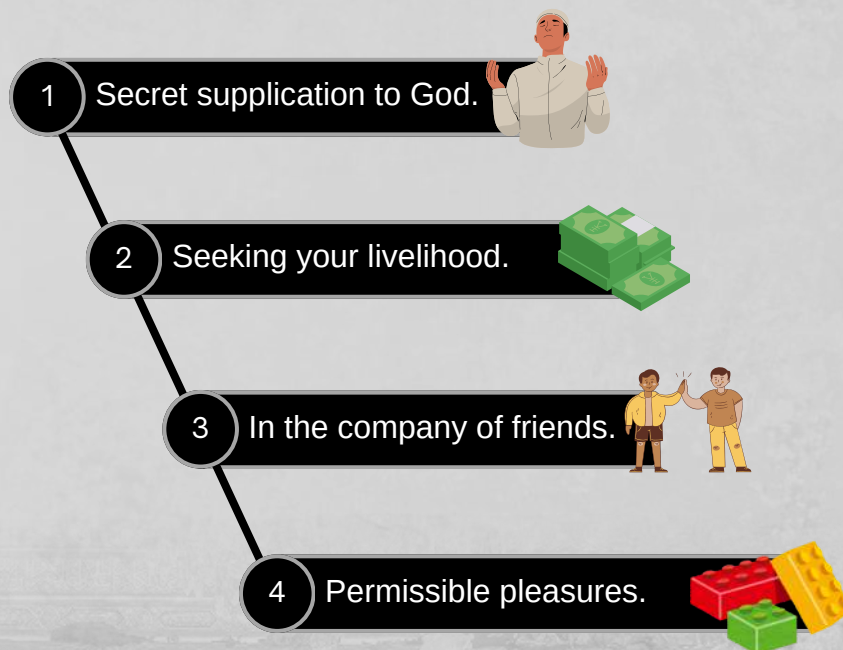 1 Secret supplication to God.
2 Seeking your livelihood.
3 In the company of friends.
4 Permissible pleasures.